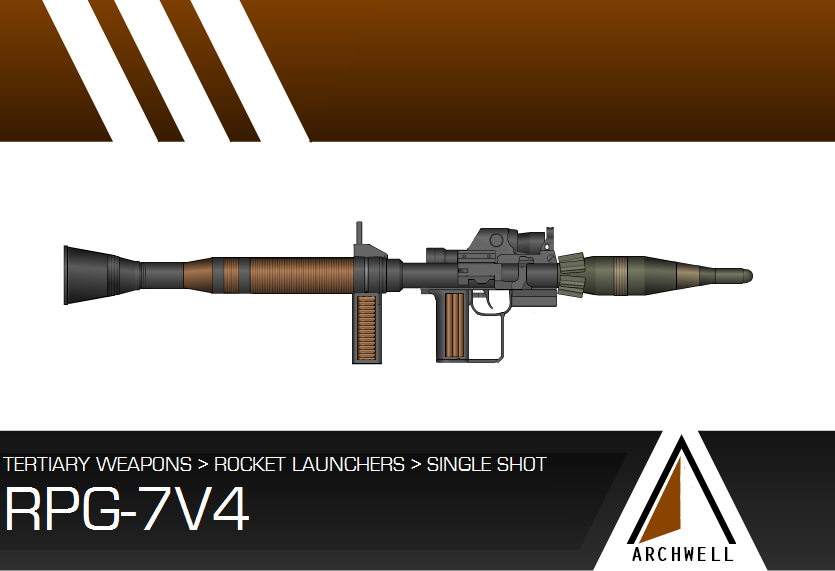 TERTIARY WEAPONS > ROCKET LAUNCHERS > SINGLE SHOT
RPG-7V4
ARCHWELL